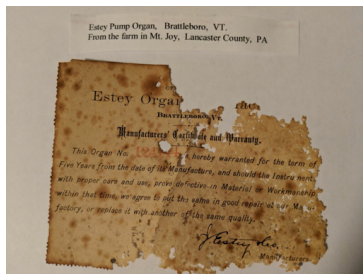 Estey Pump Organ, Brattleboro, VT.
From the farm in Mt. Joy, Lancaster County, PA
Estey Organ
BRATTLEBORO, VT.
Manufacturers' Certificate and Warranty.
This Organ No. hereby warranted for the term of
Five Years from the date of its Manufacture, and should the Instrument,
with proper care and use, prove defective in Material or Workmanship
within that time, we agree to put the same in good repair at our Manu-
factory, or replace it with another of the same quality.
Manufacturers